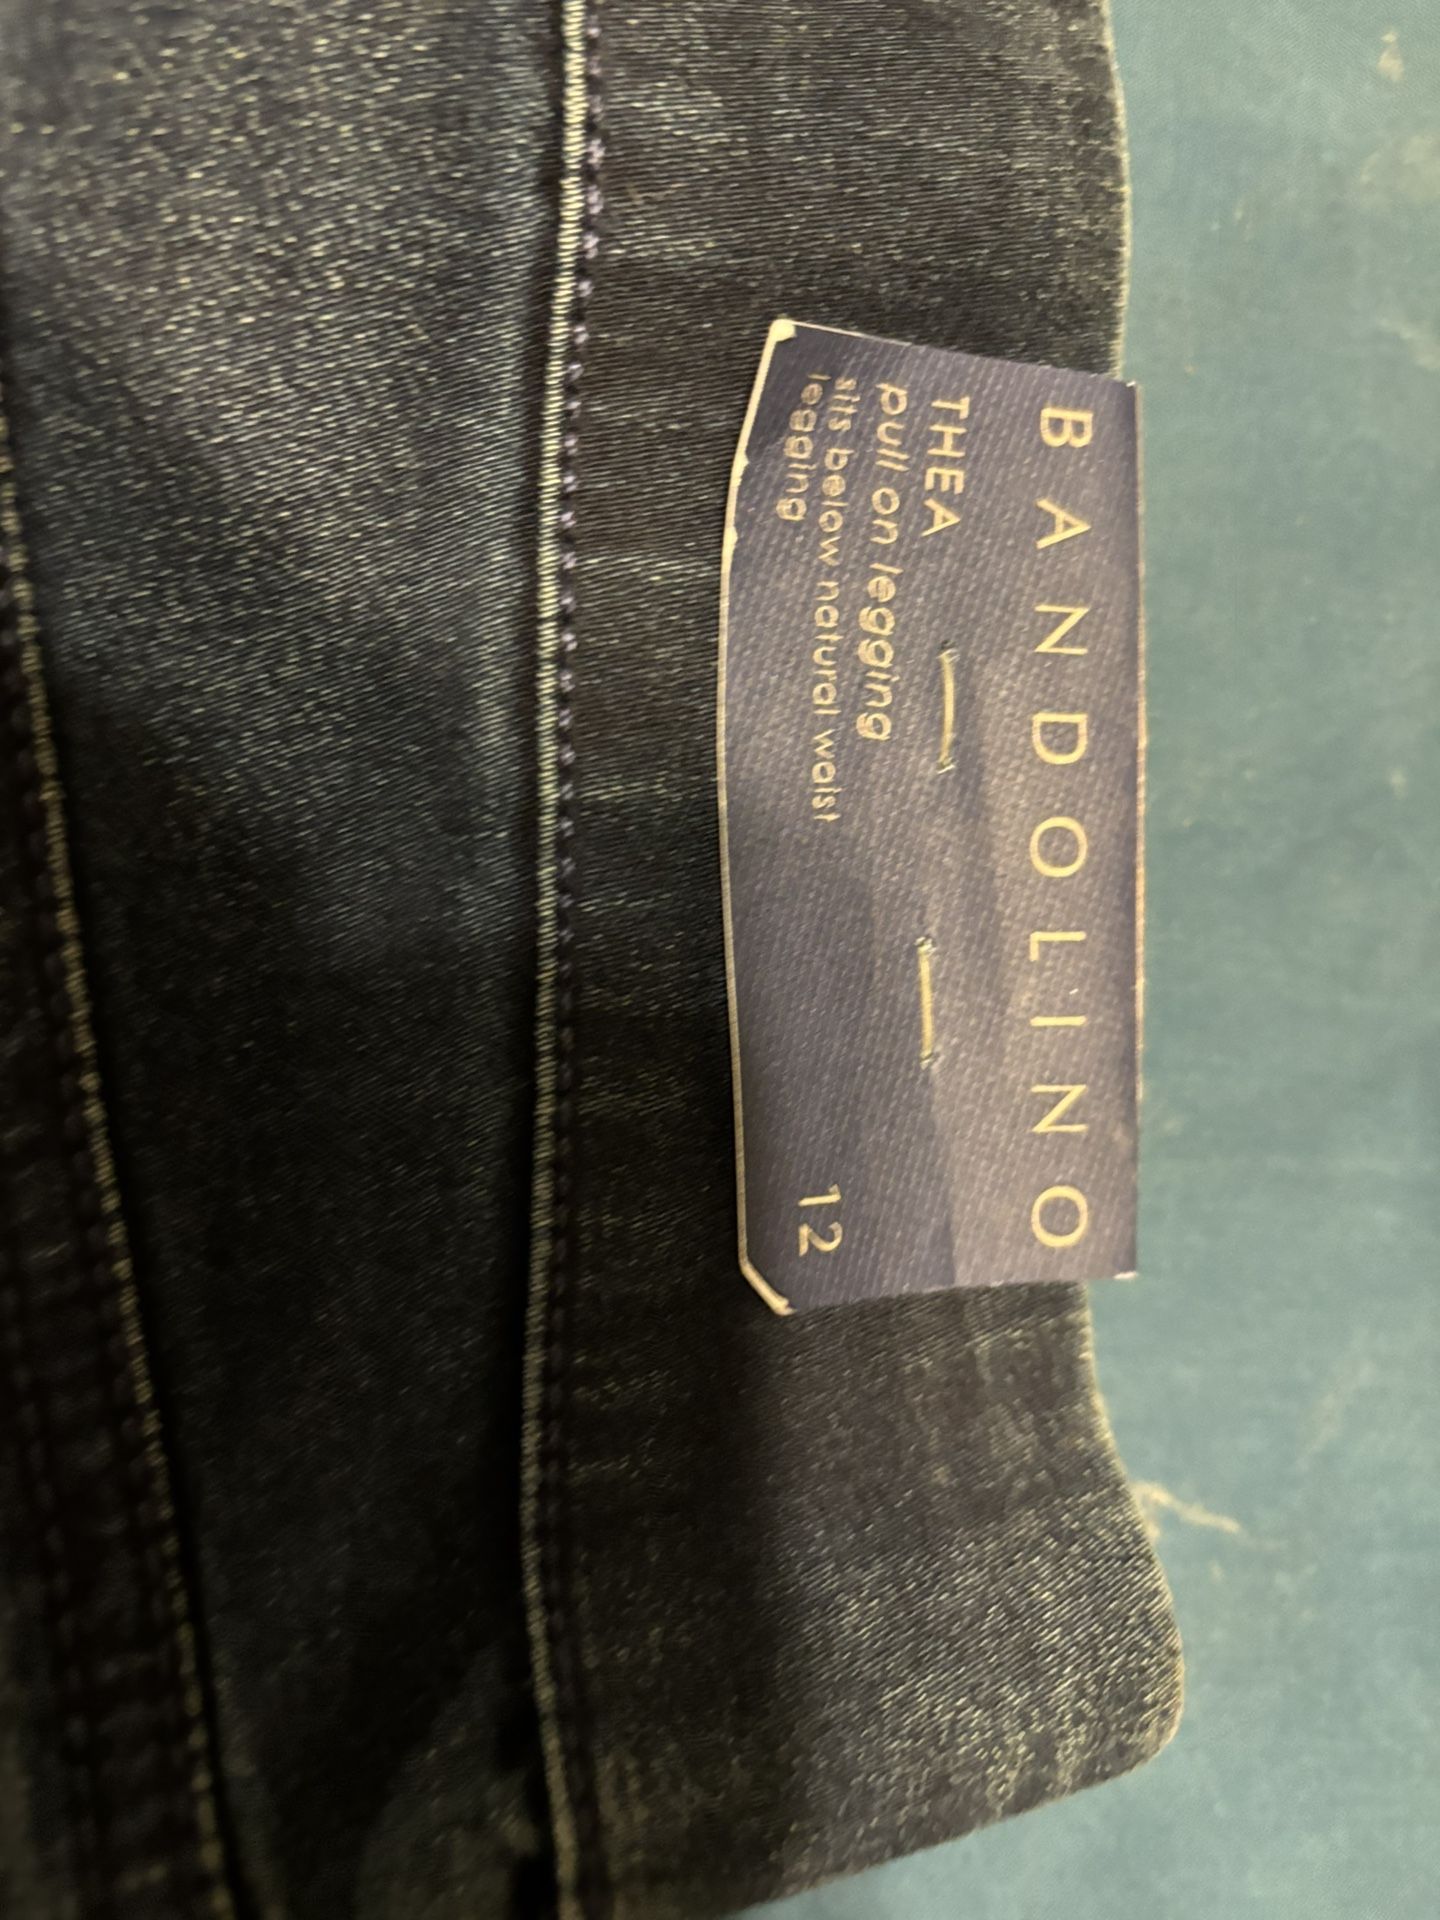 BANDOLINO
THEA
pull on legging
sits below natural waist
legging
12